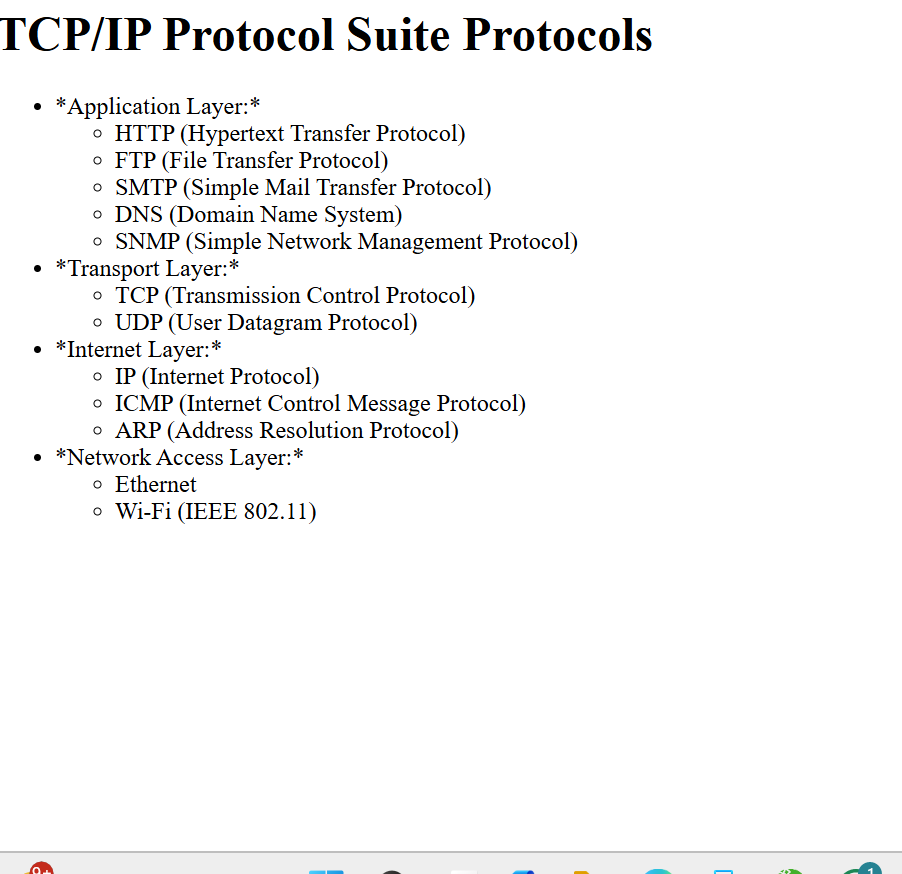 TCP/IP Protocol Suite Protocols
*Application Layer:*
HTTP (Hypertext Transfer Protocol)
FTP (File Transfer Protocol)
SMTP (Simple Mail Transfer Protocol)
DNS (Domain Name System)
SNMP (Simple Network Management Protocol)
*Transport Layer:*
TCP (Transmission Control Protocol)
UDP (User Datagram Protocol)
*Internet Layer:*
IP (Internet Protocol)
ICMP (Internet Control Message Protocol)
ARP (Address Resolution Protocol)
*Network Access Layer:*
Ethernet
Wi-Fi (IEEE 802.11)